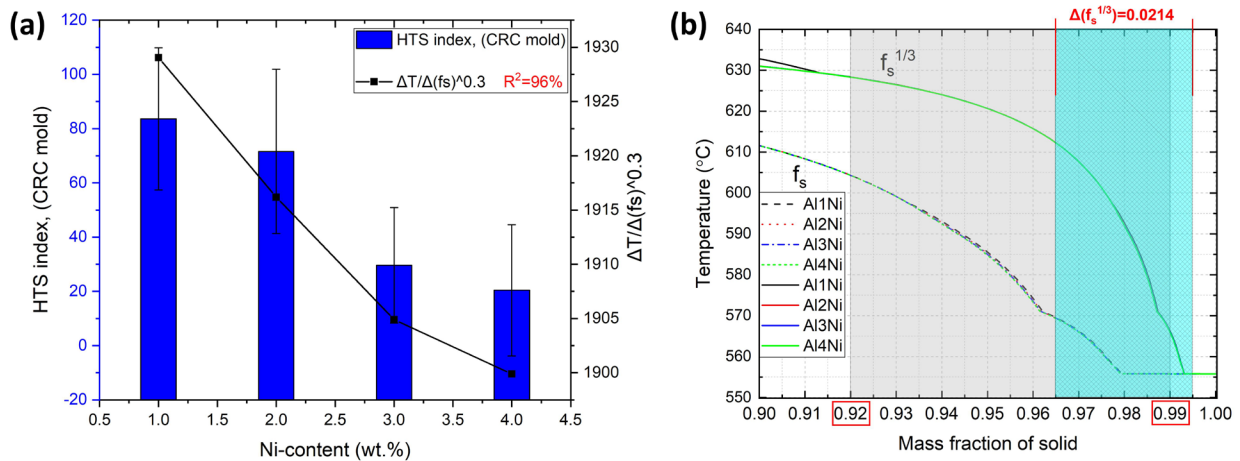 (a)
120
100
80
60
40
20
0
-20
HTS index, (CRC mold)
HTS index, (CRC mold)
ΔT/Δ(fs)^0.3 R²=96%
1930
1925
1920
1915
1910
1905
1900
ΔT/Δ(fs)^0.3
0.5 1.0 1.5 2.0 2.5 3.0 3.5 4.0 4.5
Ni-content (wt.%)
(b)
Δ(fs^1/3)=0.0214
640
630
620
610
600
590
580
570
560
550
Temperature (°C)
fs^1/3
fs
Al1Ni
Al2Ni
Al3Ni
Al4Ni
Al1Ni
Al2Ni
Al3Ni
Al4Ni
0.90 0.91 0.92 0.93 0.94 0.95 0.96 0.97 0.98 0.99 1.00
Mass fraction of solid